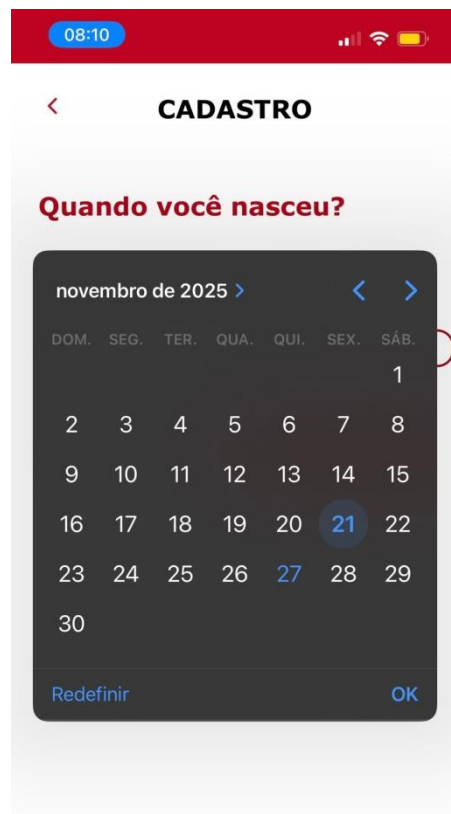 08:10
CADASTRO
Quando você nasceu?
novembro de 2025
DOM. SEG. TER. QUA. QUI. SEX. SÁB.
1
2 3 4 5 6 7 8
9 10 11 12 13 14 15
16 17 18 19 20 21 22
23 24 25 26 27 28 29
30
Redefinir OK